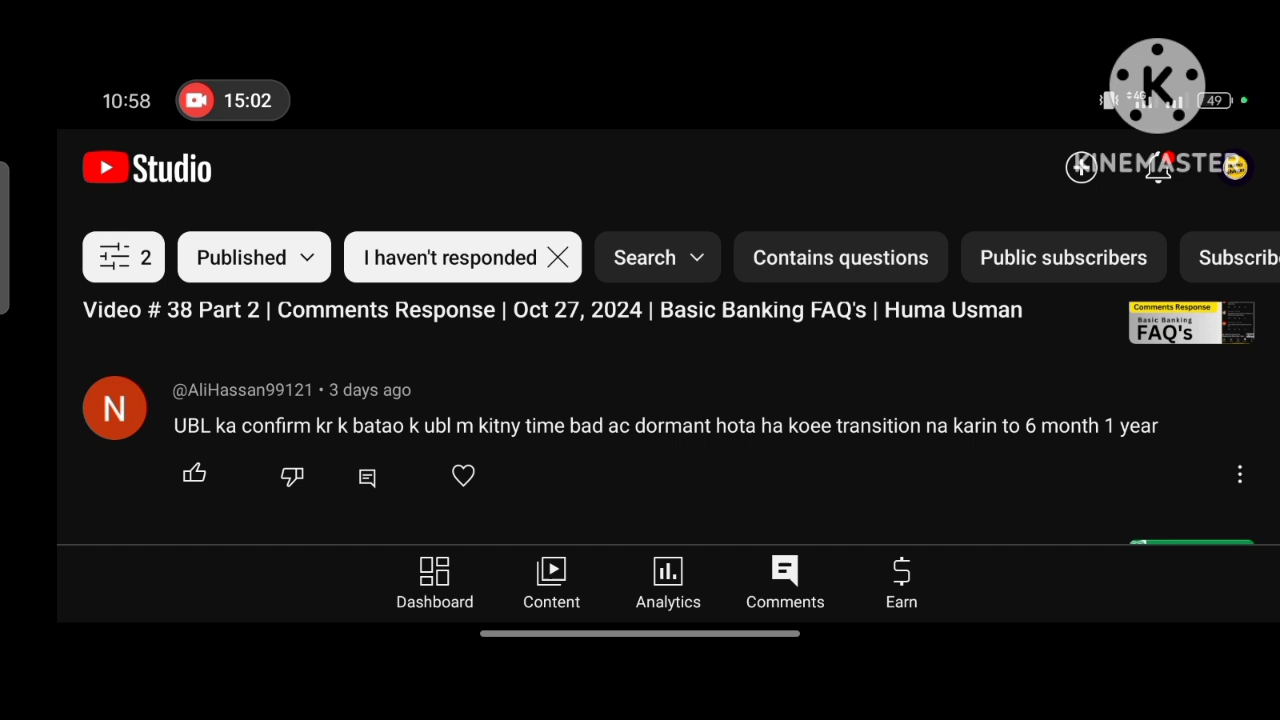 10:58
15:02
4G
49
KINEMASTER
Studio
2
Published
I haven't responded
Search
Contains questions
Public subscribers
Subscribe
Video # 38 Part 2 | Comments Response | Oct 27, 2024 | Basic Banking FAQ's | Huma Usman
Comments Response
Basic Banking
FAQ's
N
@AliHassan99121 • 3 days ago
UBL ka confirm kr k batao k ubl m kitny time bad ac dormant hota ha koee transition na karin to 6 month 1 year
Dashboard
Content
Analytics
Comments
Earn